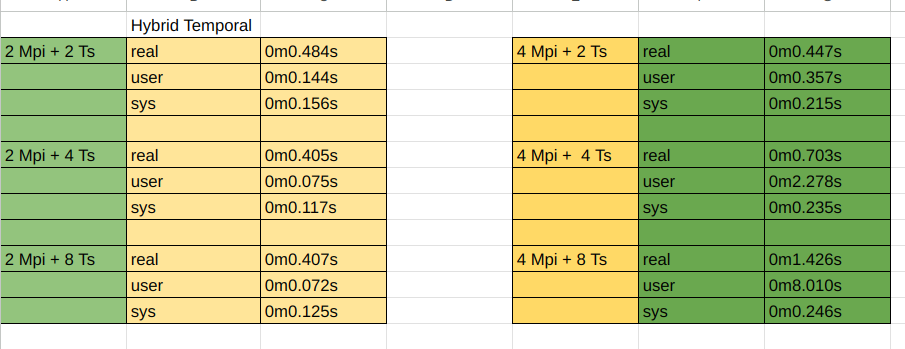 Hybrid Temporal
2 Mpi + 2 Ts real 0m0.484s 4 Mpi + 2 Ts real 0m0.447s
user 0m0.144s user 0m0.357s
sys 0m0.156s sys 0m0.215s
2 Mpi + 4 Ts real 0m0.405s 4 Mpi +  4 Ts real 0m0.703s
user 0m0.075s user 0m2.278s
sys 0m0.117s sys 0m0.235s
2 Mpi + 8 Ts real 0m0.407s 4 Mpi + 8 Ts real 0m1.426s
user 0m0.072s user 0m8.010s
sys 0m0.125s sys 0m0.246s